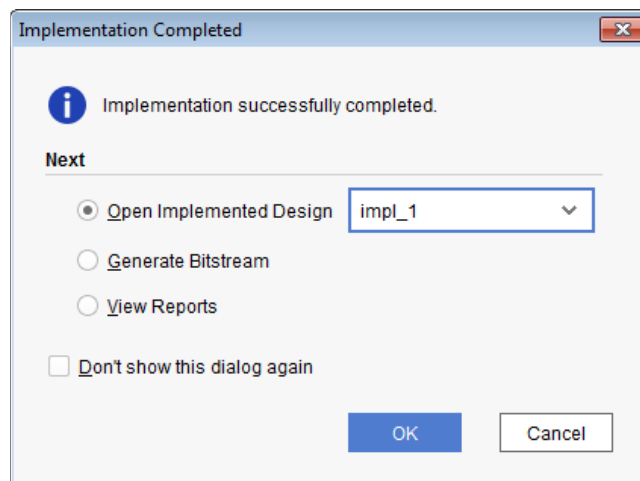 Implementation Completed
Implementation successfully completed.
Next
Open Implemented Design impl_1
Generate Bitstream
View Reports
Don't show this dialog again
OK Cancel